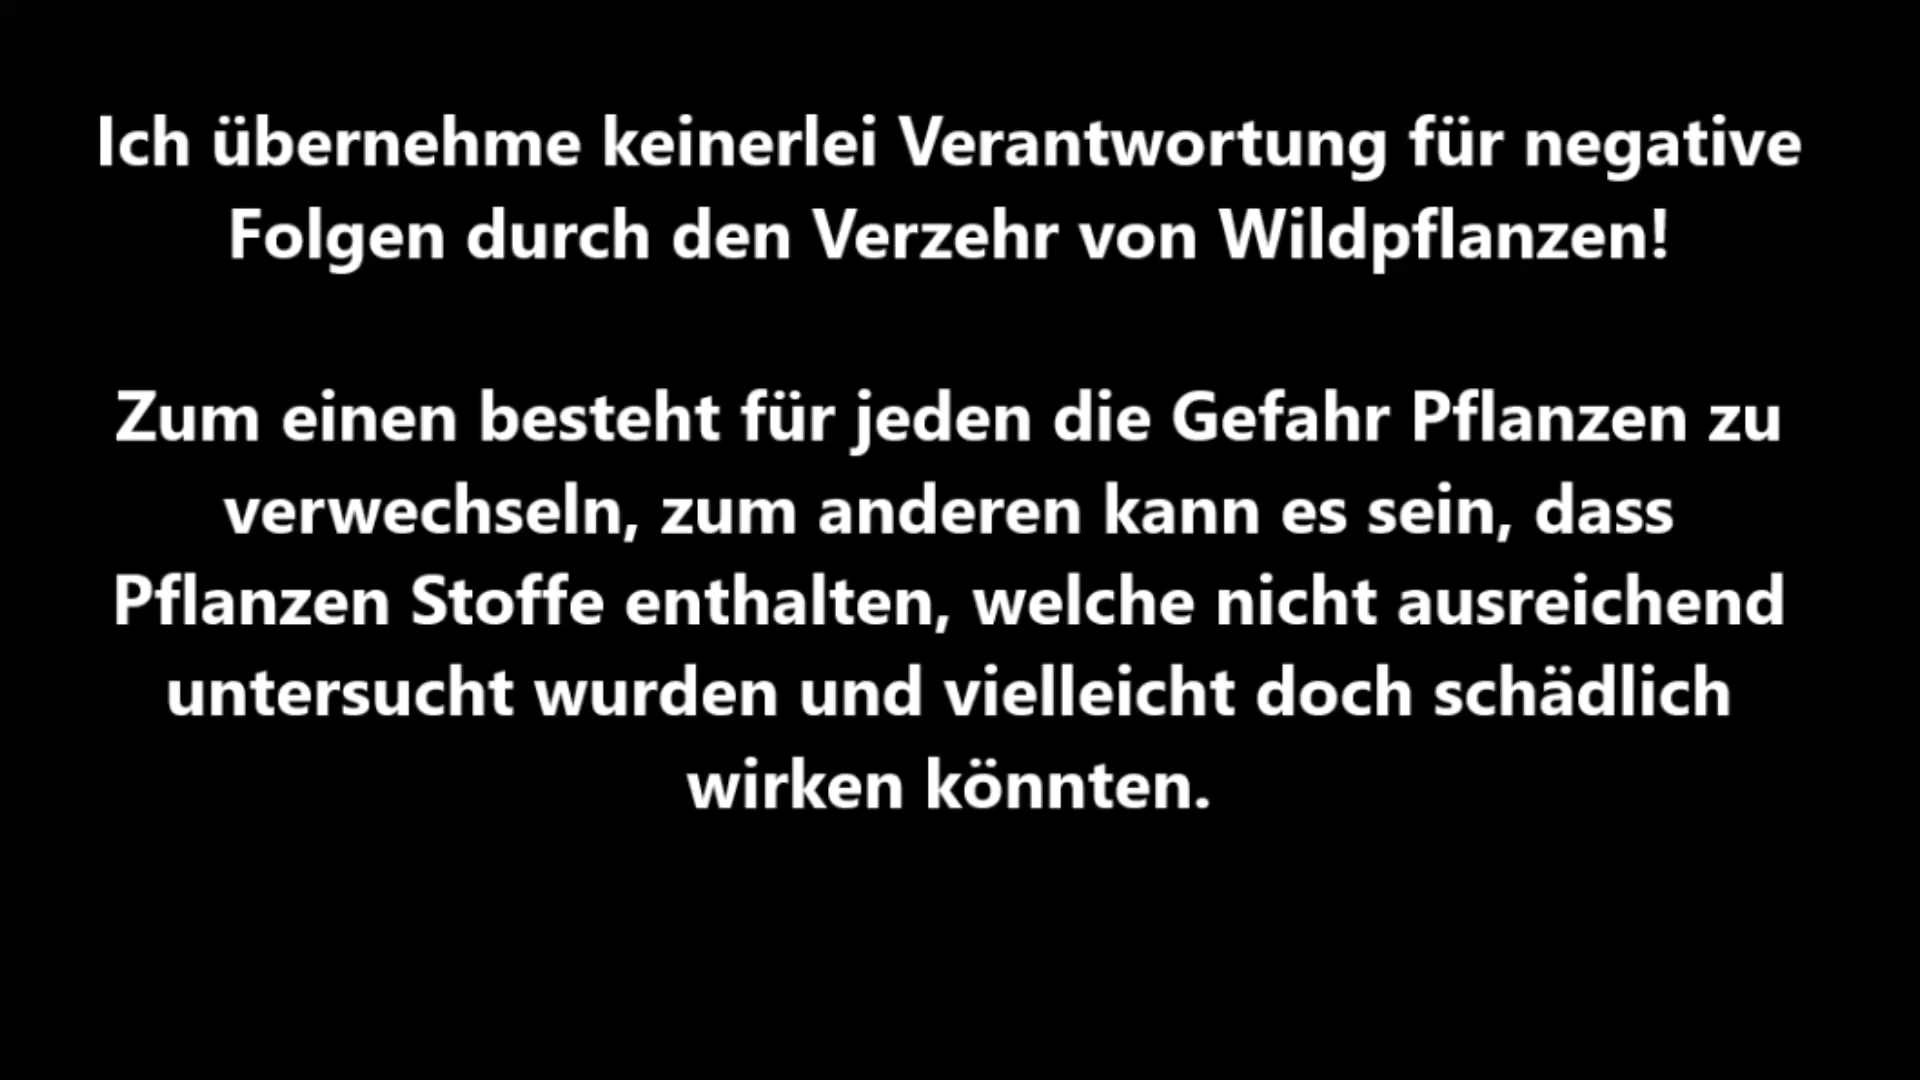 Ich übernehme keinerlei Verantwortung für negative
Folgen durch den Verzehr von Wildpflanzen!
Zum einen besteht für jeden die Gefahr Pflanzen zu
verwechseln, zum anderen kann es sein, dass
Pflanzen Stoffe enthalten, welche nicht ausreichend
untersucht wurden und vielleicht doch schädlich
wirken könnten.